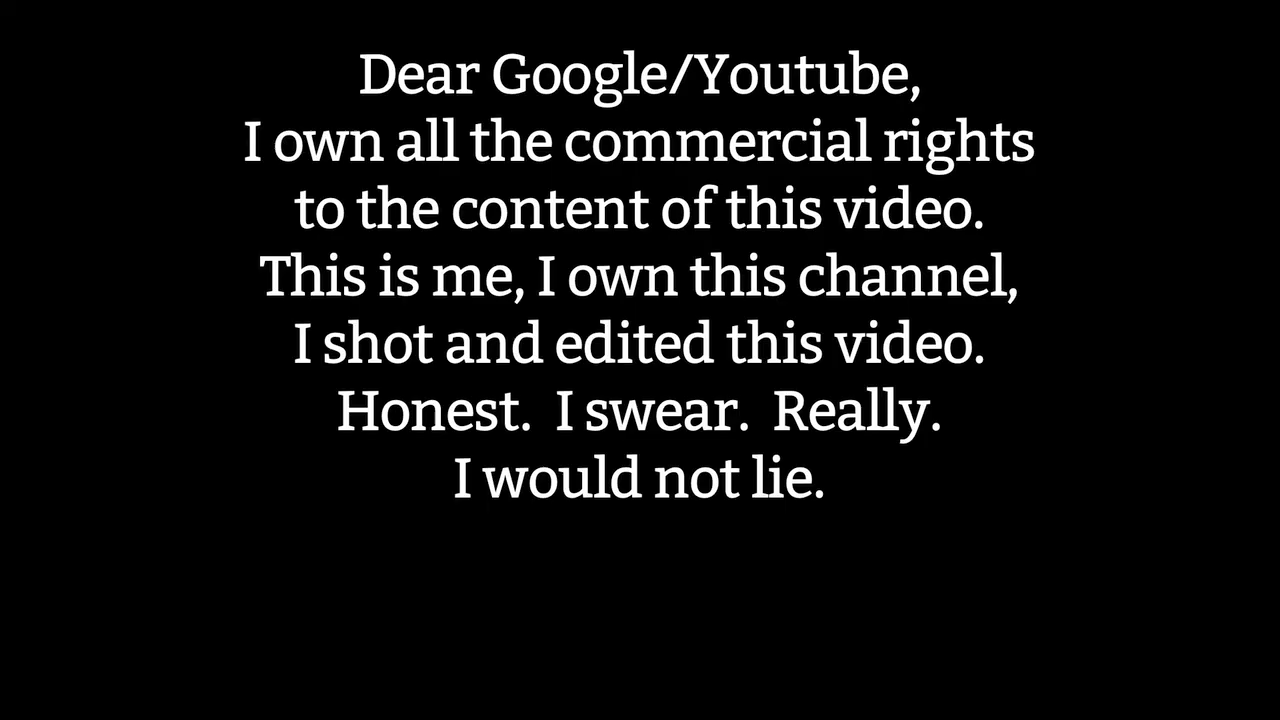 Dear Google/Youtube,
I own all the commercial rights
to the content of this video.
This is me, I own this channel,
I shot and edited this video.
Honest.  I swear.  Really.
I would not lie.